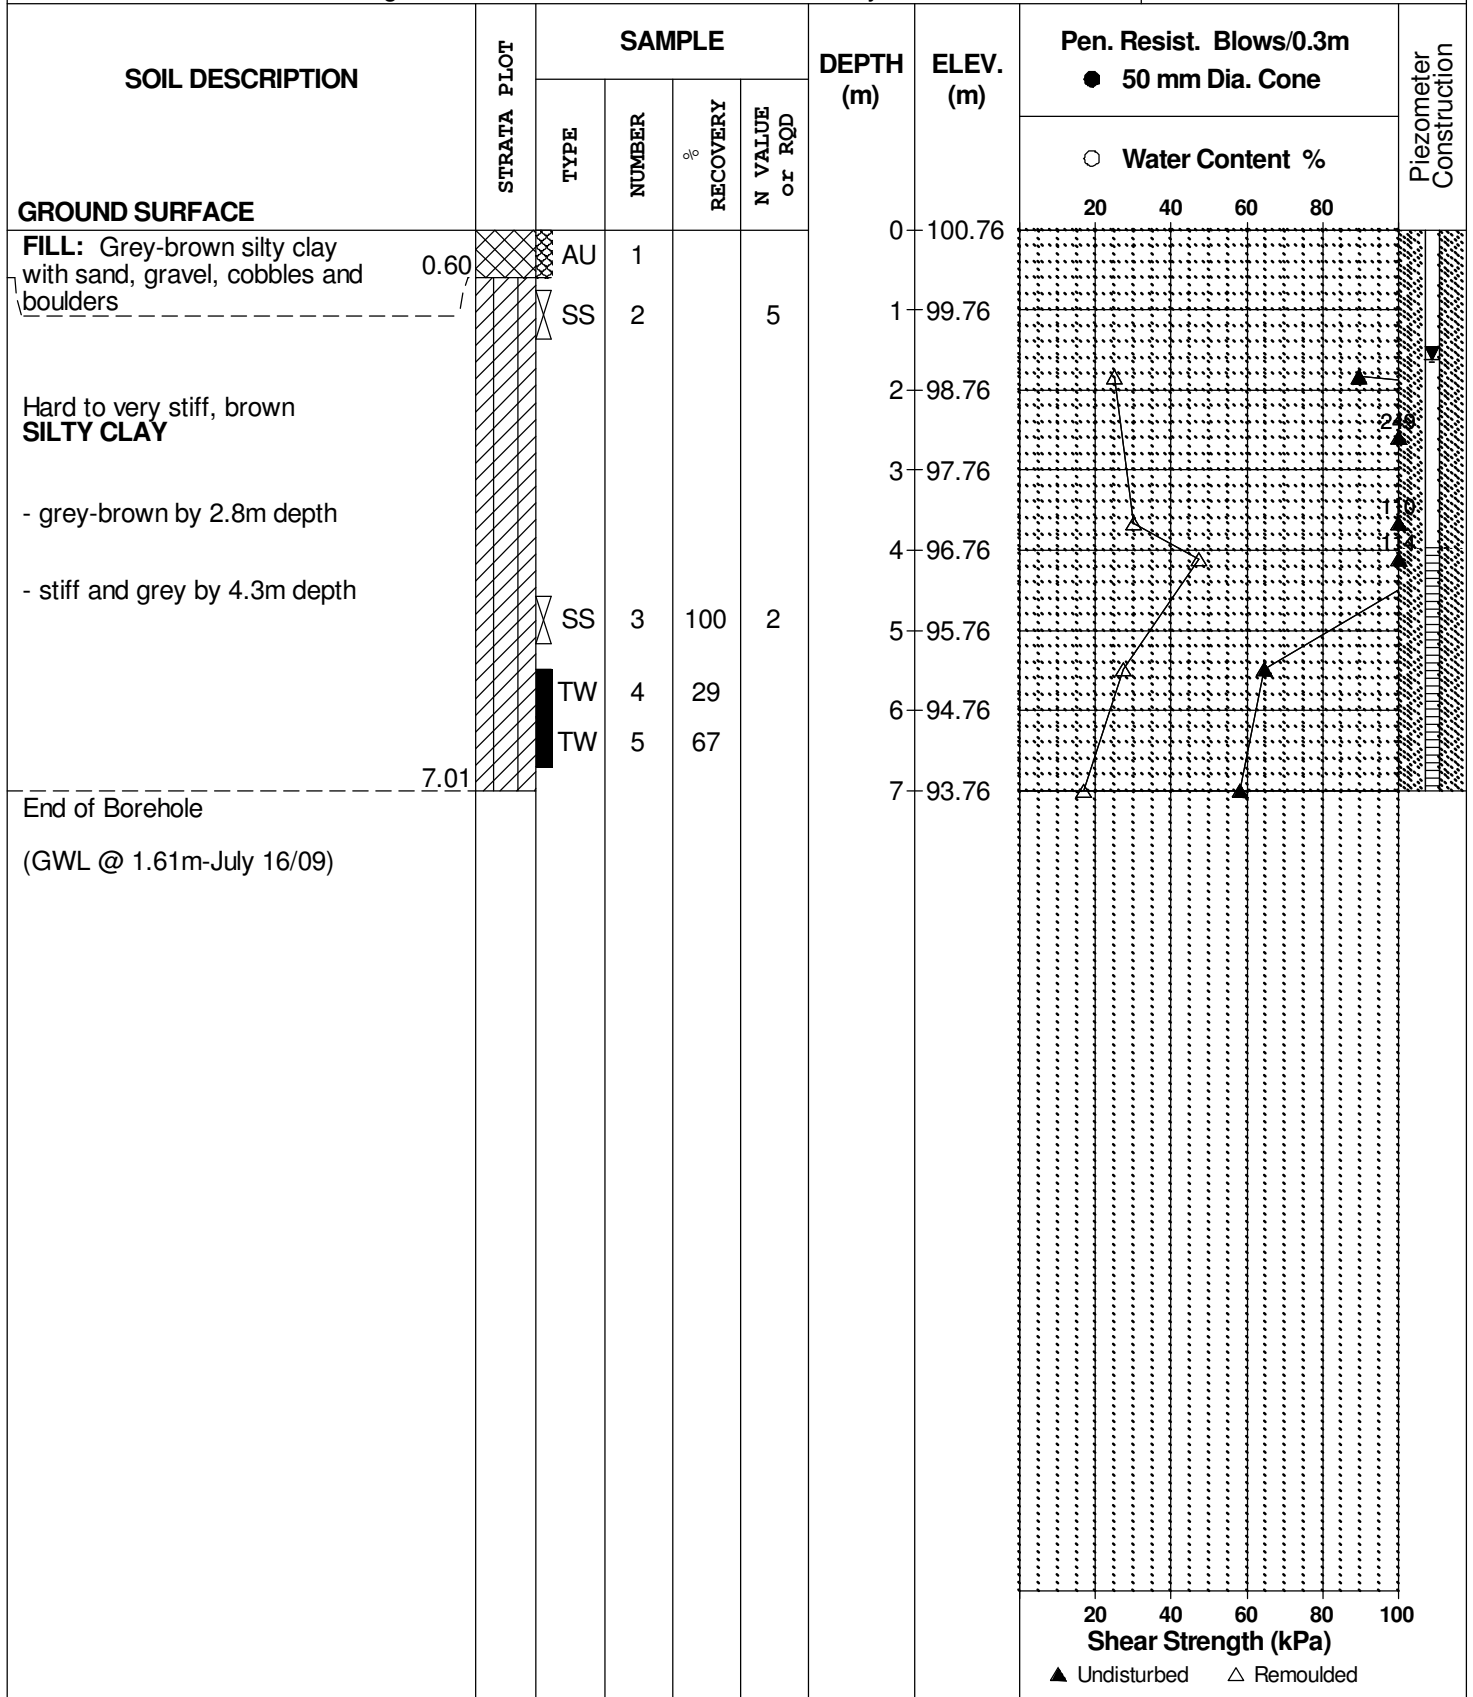 SOIL DESCRIPTION
GROUND SURFACE
STRATA PLOT
SAMPLE
TYPE
NUMBER
%
RECOVERY
N VALUE
or RQD
DEPTH
(m)
ELEV.
(m)
Pen. Resist. Blows/0.3m
● 50 mm Dia. Cone
○ Water Content %
20 40 60 80
Piezometer
Construction
FILL: Grey-brown silty clay
with sand, gravel, cobbles and
boulders
0.60
AU 1
0 100.76
SS 2 5
1 99.76
2 98.76
Hard to very stiff, brown
SILTY CLAY
249
3 97.76
- grey-brown by 2.8m depth
110
114
4 96.76
- stiff and grey by 4.3m depth
SS 3 100 2
5 95.76
TW 4 29
6 94.76
TW 5 67
7.01
7 93.76
End of Borehole
(GWL @ 1.61m-July 16/09)
20 40 60 80 100
Shear Strength (kPa)
▲ Undisturbed △ Remoulded